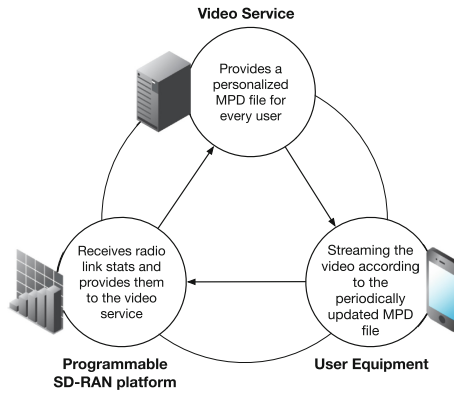 Video Service
Provides a
personalized
MPD file for
every user
Receives radio
link stats and
provides them
to the video
service
Streaming the
video according
to the
periodically
updated MPD
file
Programmable
SD-RAN platform
User Equipment